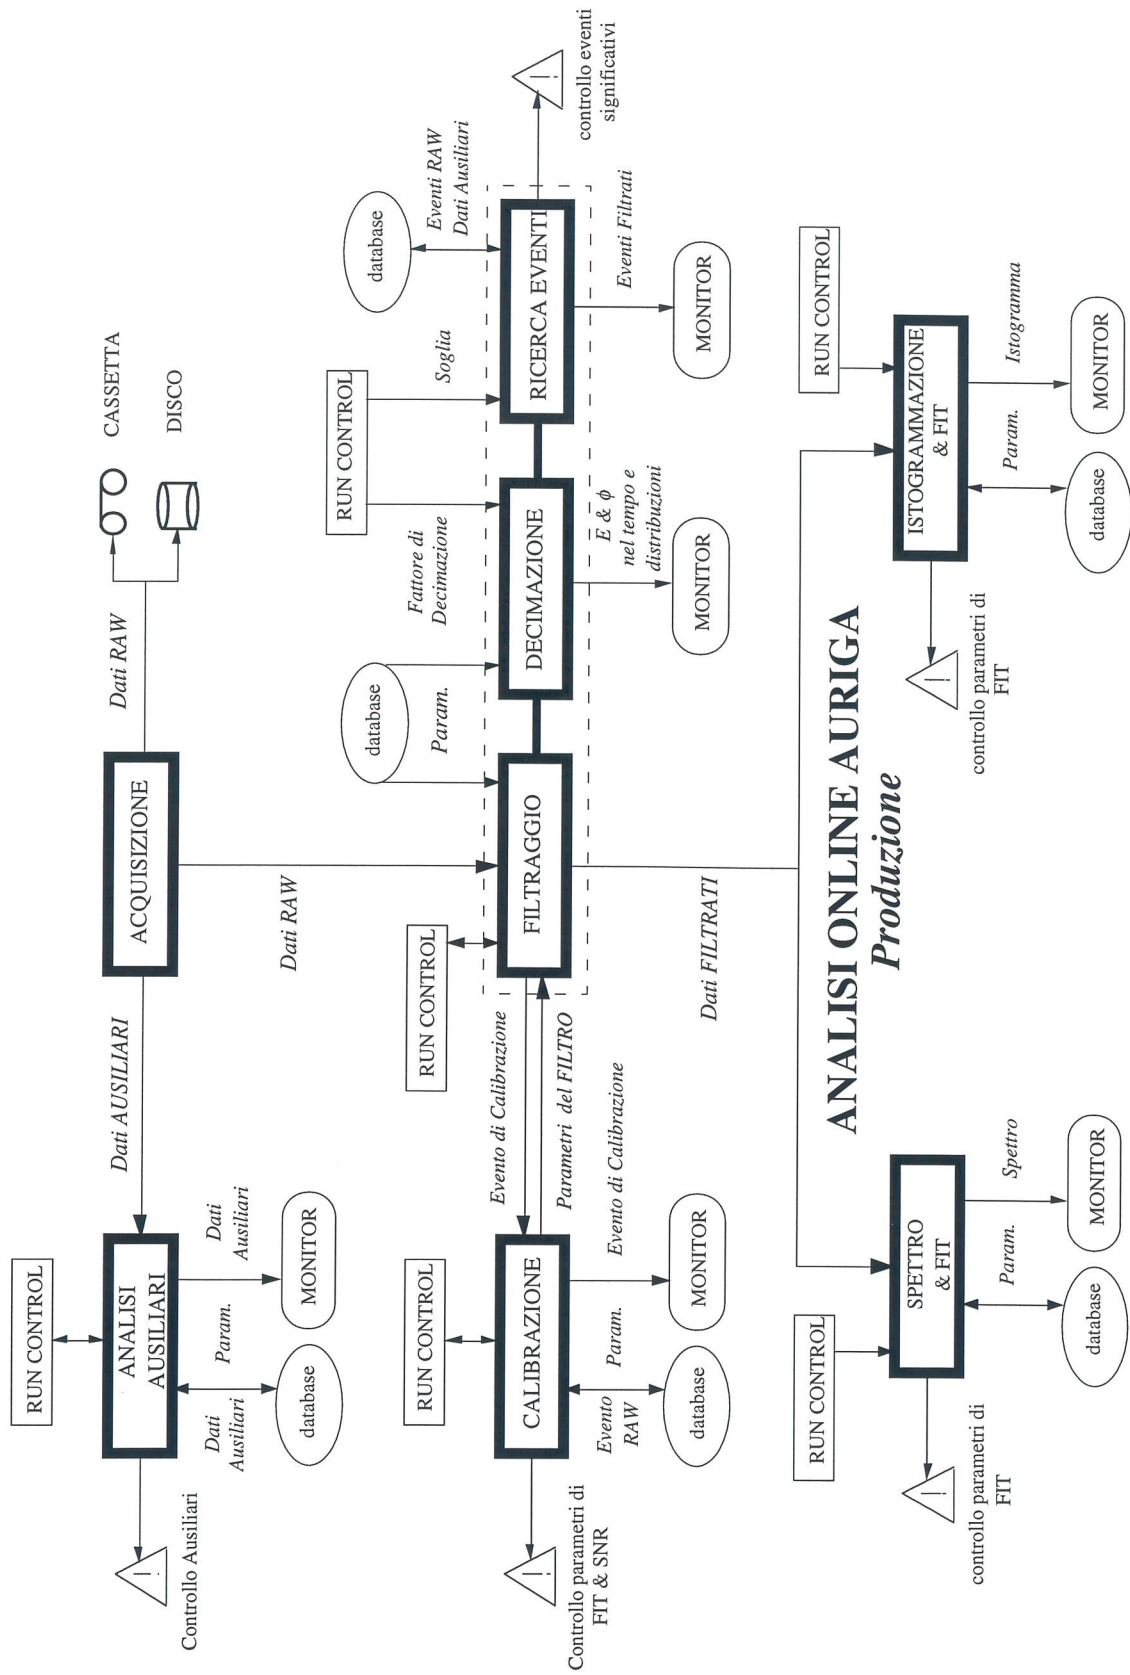 RUN CONTROL
ANALISI
AUSILIARI
Controllo Ausiliari
Dati
Ausiliari
Param.
Dati
Ausiliari
database
MONITOR
Dati AUSILIARI
ACQUISIZIONE
Dati RAW
CASSETTA
DISCO
Dati RAW
RUN CONTROL
CALIBRAZIONE
Controllo parametri di
FIT & SNR
Evento
RAW
Param.
Evento di Calibrazione
database
MONITOR
Evento di Calibrazione
Parametri del FILTRO
RUN CONTROL
FILTRAGGIO
database
Param.
Fattore di
Decimazione
RUN CONTROL
Soglia
DECIMAZIONE
E & ϕ
nel tempo e
distribuzioni
MONITOR
database
Eventi RAW
Dati Ausiliari
RICERCA EVENTI
controllo eventi
significativi
Eventi Filtrati
MONITOR
Dati FILTRATI
ANALISI ONLINE AURIGA
Produzione
RUN CONTROL
SPETTRO
& FIT
controllo parametri di
FIT
Param.
Spettro
database
MONITOR
RUN CONTROL
ISTOGRAMMAZIONE
& FIT
controllo parametri di
FIT
Param.
Istogramma
database
MONITOR